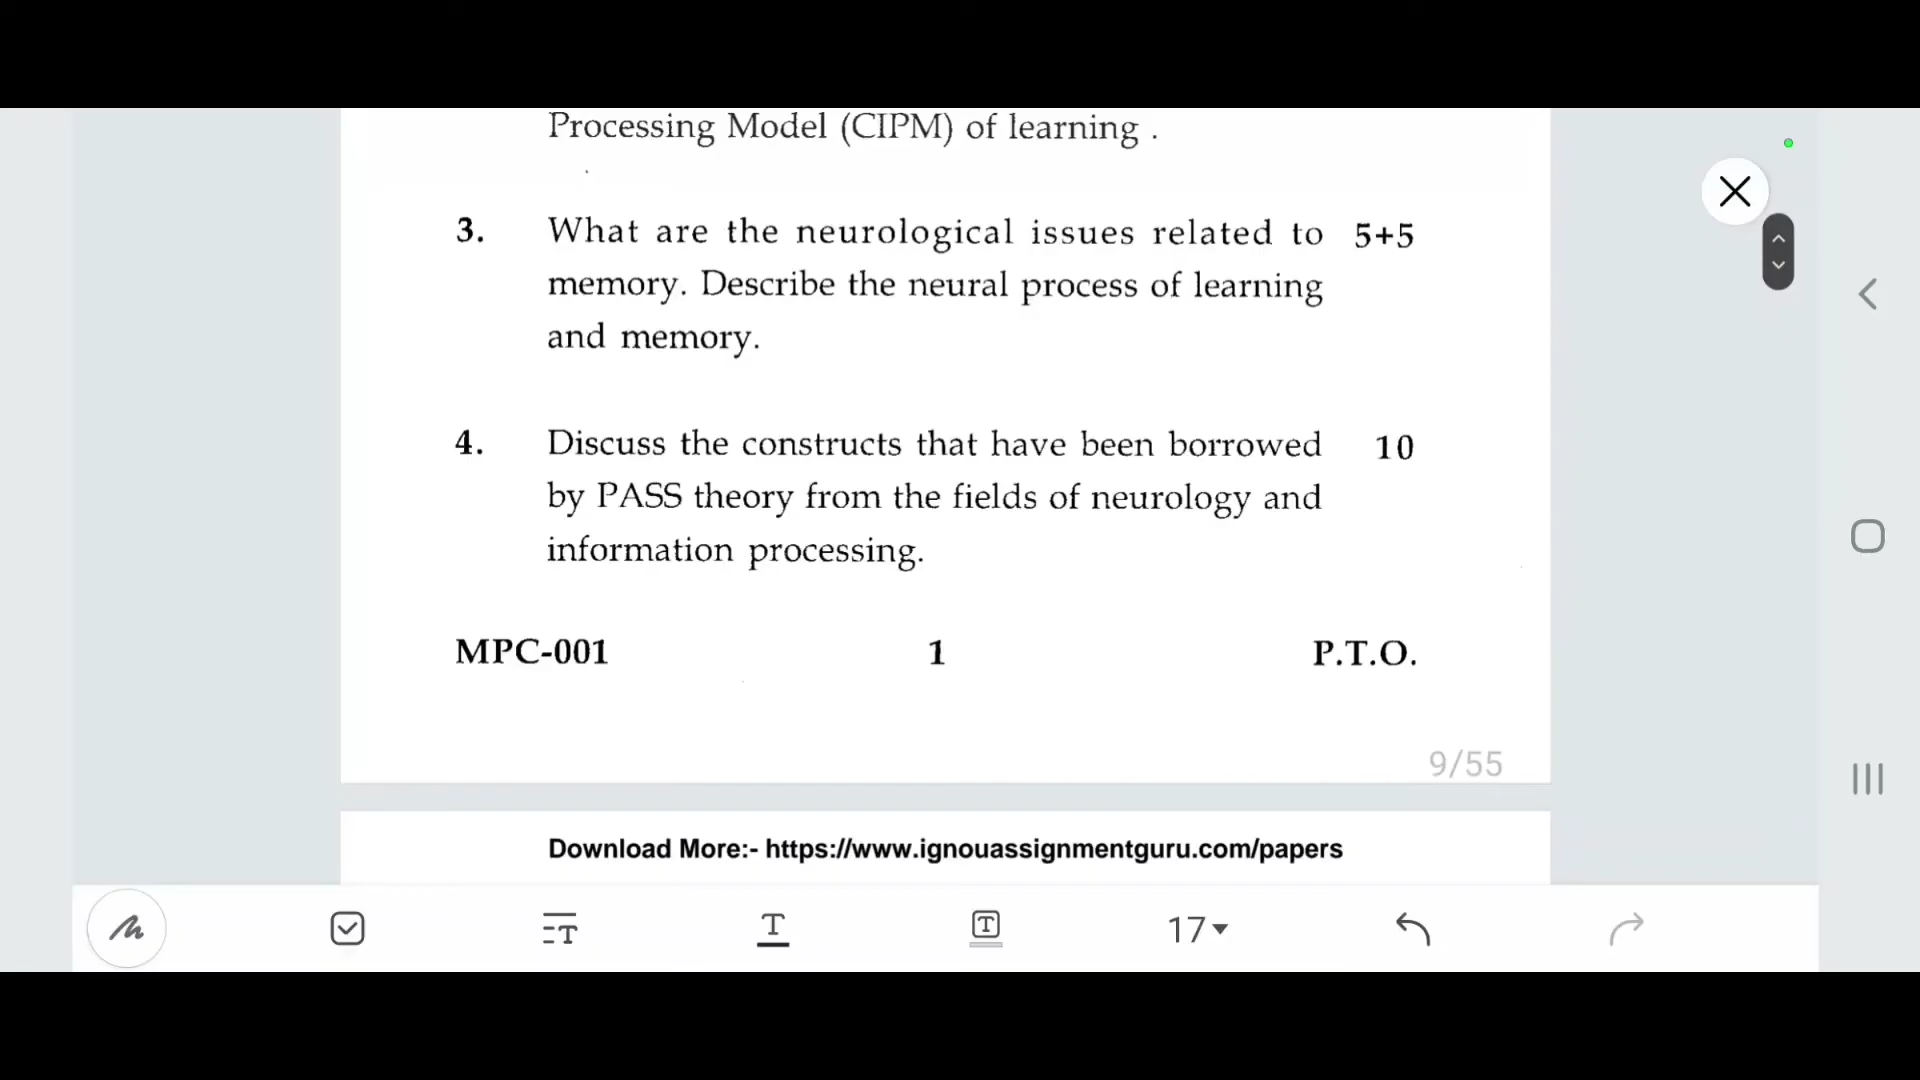 Processing Model (CIPM) of learning .
3. What are the neurological issues related to 5+5
memory. Describe the neural process of learning
and memory.
4. Discuss the constructs that have been borrowed 10
by PASS theory from the fields of neurology and
information processing.
MPC-001 1 P.T.O.
9/55
Download More:- https://www.ignouassignmentguru.com/papers
17